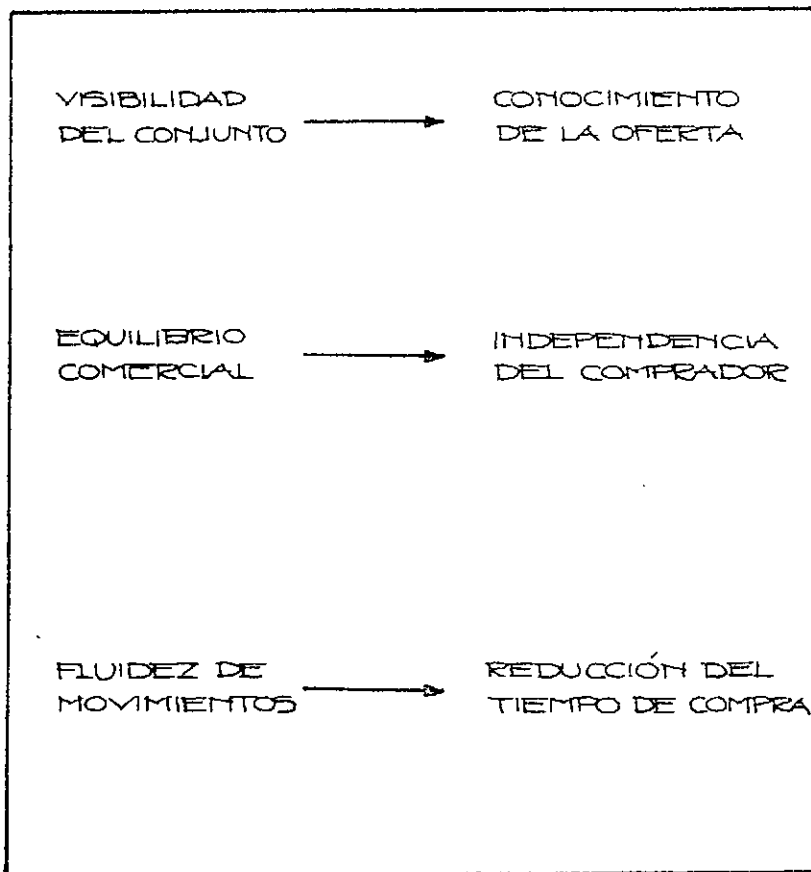 VISIBILIDAD
DEL CONJUNTO
CONOCIMIENTO
DE LA OFERTA
EQUILIBRIO
COMERCIAL
INDEPENDENCIA
DEL COMPRADOR
FLUIDEZ DE
MOVIMIENTOS
REDUCCIÓN DEL
TIEMPO DE COMPRA